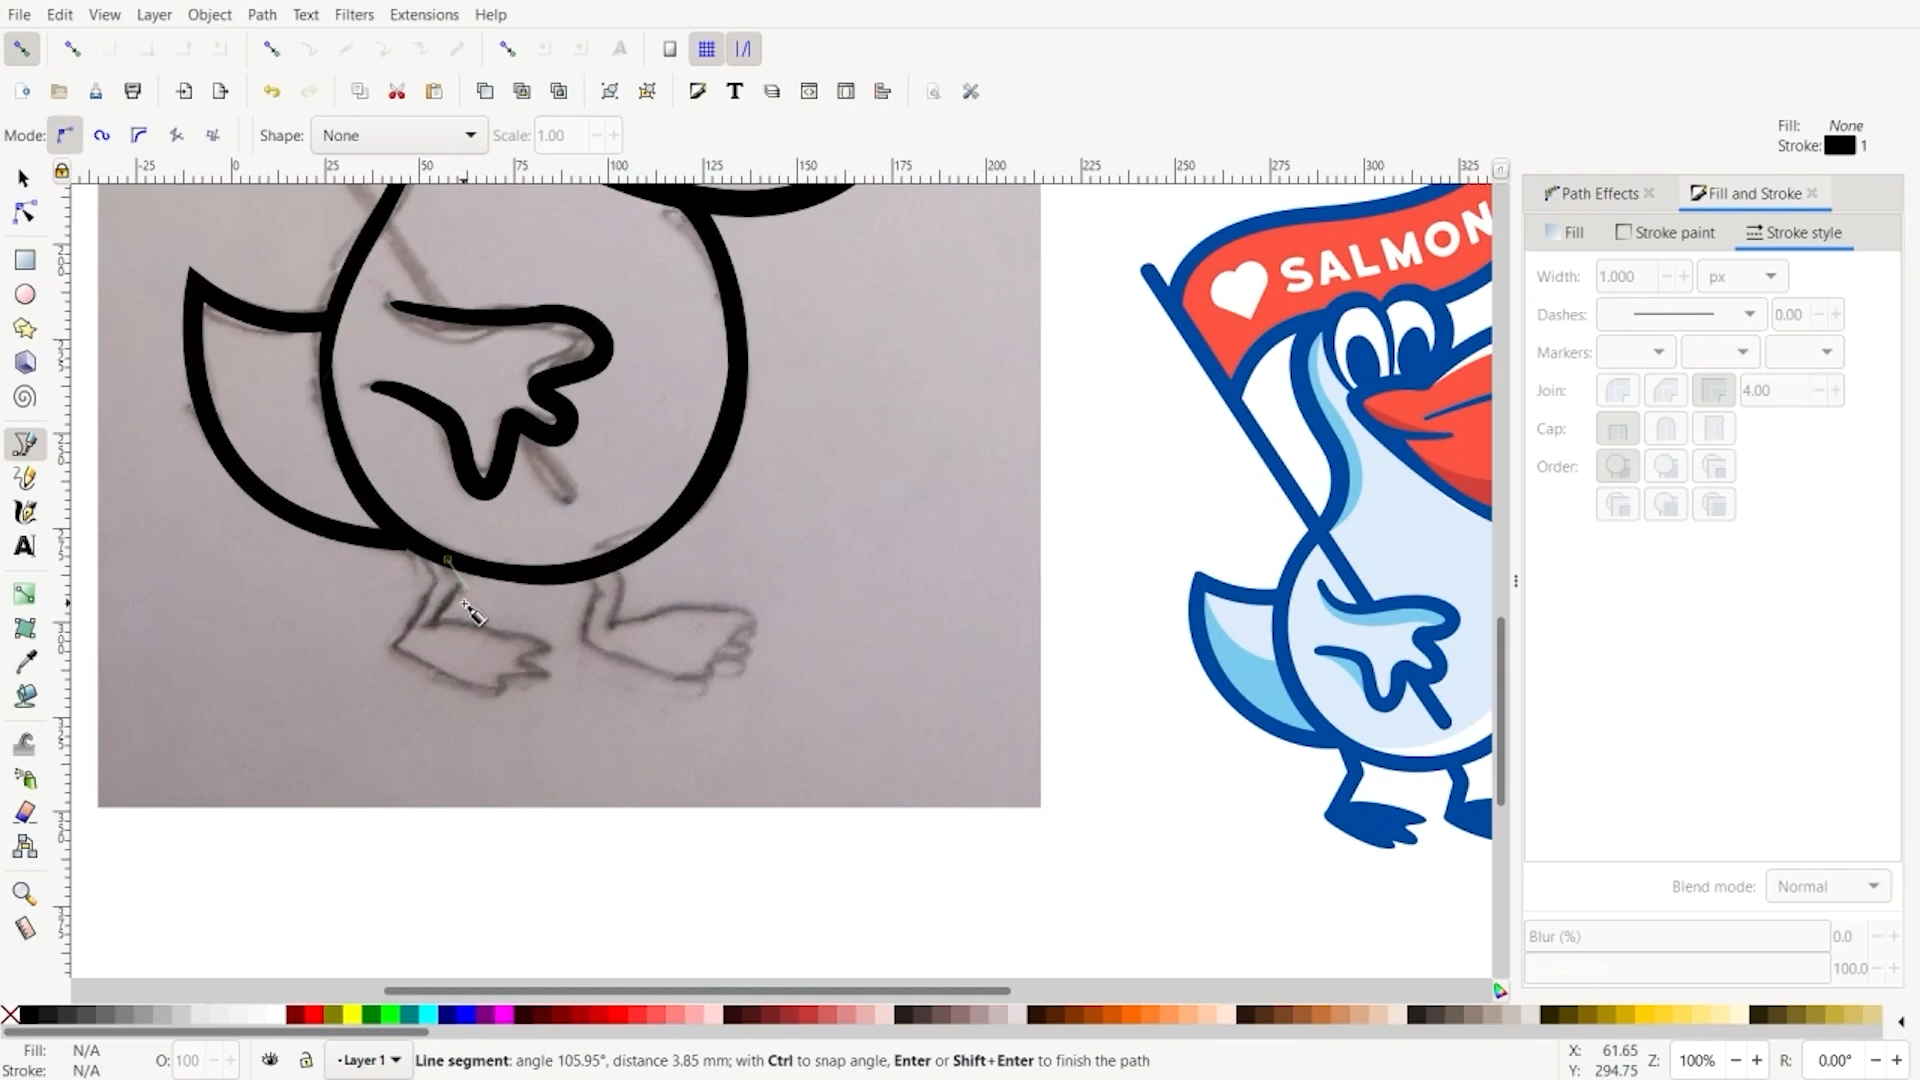 File Edit View Layer Object Path Text Filters Extensions Help
Mode: Shape: None Scale: 1.00
Fill: None
Stroke: 1
-25 0 25 50 75 100 125 150 175 200 225 250 275 300 325
Path Effects Fill and Stroke
Fill Stroke paint Stroke style
Width: 1.000 px
Dashes: 0.00
Markers:
Join: 4.00
Cap:
Order:
SALMON
Blend mode: Normal
Blur (%) 0.0
100.0
Fill: N/A
Stroke: N/A
O: 100
Layer 1
Line segment: angle 105.95°, distance 3.85 mm; with Ctrl to snap angle, Enter or Shift+Enter to finish the path
X: 61.65
Y: 294.75
Z: 100%
R: 0.00°